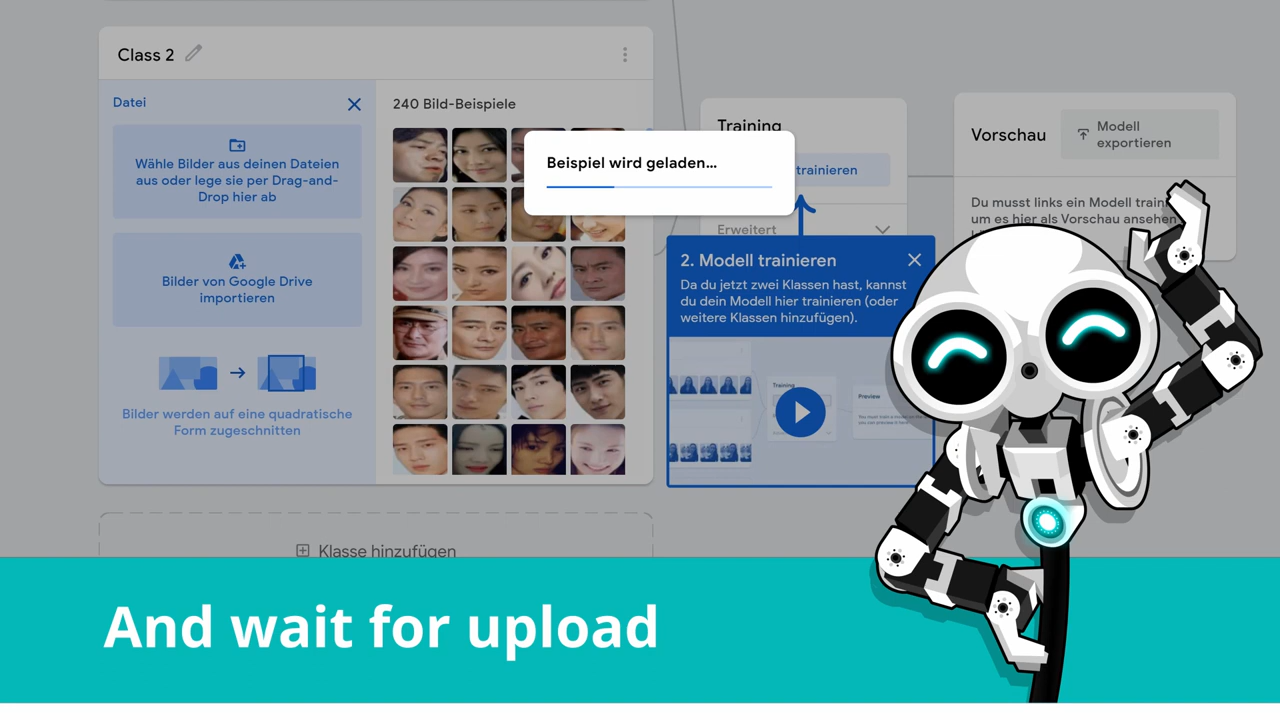 Class 2
Datei
Wähle Bilder aus deinen Dateien
aus oder lege sie per Drag-and-
Drop hier ab
Bilder von Google Drive
importieren
Bilder werden auf eine quadratische
Form zugeschnitten
240 Bild-Beispiele
Beispiel wird geladen...
Training
trainieren
Erweitert
2. Modell trainieren
Da du jetzt zwei Klassen hast, kannst
du dein Modell hier trainieren (oder
weitere Klassen hinzufügen).
Training
Preview
Vorschau
Modell
exportieren
Du musst links ein Modell
um es hier als Vorschau ansehen
Klasse hinzufügen
And wait for upload